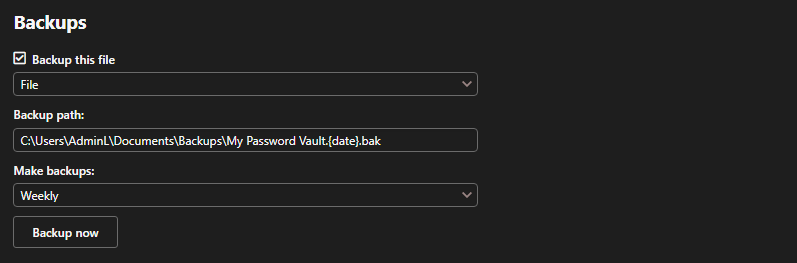 Backups
Backup this file
File
Backup path:
C:\Users\AdminL\Documents\Backups\My Password Vault.{date}.bak
Make backups:
Weekly
Backup now